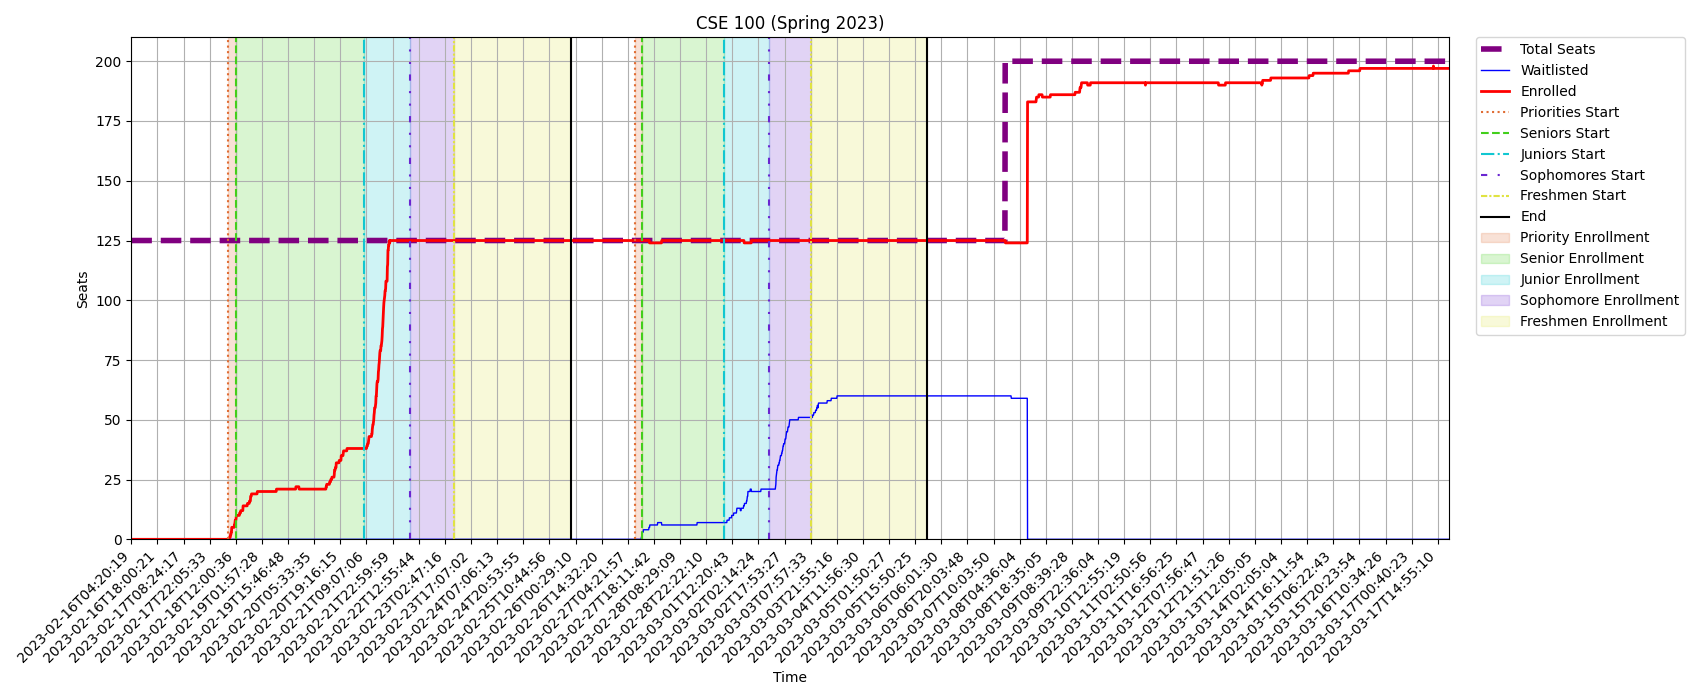 CSE 100 (Spring 2023)
Seats
200
175
150
125
100
75
50
25
0
2023-02-16T04:20:19
2023-02-16T18:00:21
2023-02-17T08:24:17
2023-02-17T22:05:33
2023-02-18T12:00:36
2023-02-19T01:57:28
2023-02-19T15:46:48
2023-02-20T05:33:35
2023-02-20T19:16:15
2023-02-21T09:07:06
2023-02-21T22:59:59
2023-02-22T12:55:44
2023-02-23T02:47:16
2023-02-23T17:07:02
2023-02-24T07:06:13
2023-02-24T20:53:55
2023-02-25T10:44:56
2023-02-26T00:29:10
2023-02-26T14:32:20
2023-02-27T04:21:57
2023-02-27T18:11:42
2023-02-28T08:29:09
2023-02-28T22:22:10
2023-03-01T12:20:43
2023-03-02T02:14:24
2023-03-02T17:53:27
2023-03-03T07:57:33
2023-03-03T21:55:16
2023-03-04T11:56:30
2023-03-05T01:50:27
2023-03-05T15:50:25
2023-03-06T06:01:30
2023-03-06T20:03:48
2023-03-07T10:03:50
2023-03-08T04:36:04
2023-03-08T18:35:05
2023-03-09T08:39:28
2023-03-09T22:36:04
2023-03-10T12:55:19
2023-03-11T02:50:56
2023-03-11T16:56:25
2023-03-12T07:56:47
2023-03-12T21:51:26
2023-03-13T12:05:05
2023-03-14T02:05:04
2023-03-14T16:11:54
2023-03-15T06:22:43
2023-03-15T20:23:54
2023-03-16T10:34:26
2023-03-17T00:40:23
2023-03-17T14:55:10
Time
Total Seats
Waitlisted
Enrolled
Priorities Start
Seniors Start
Juniors Start
Sophomores Start
Freshmen Start
End
Priority Enrollment
Senior Enrollment
Junior Enrollment
Sophomore Enrollment
Freshmen Enrollment